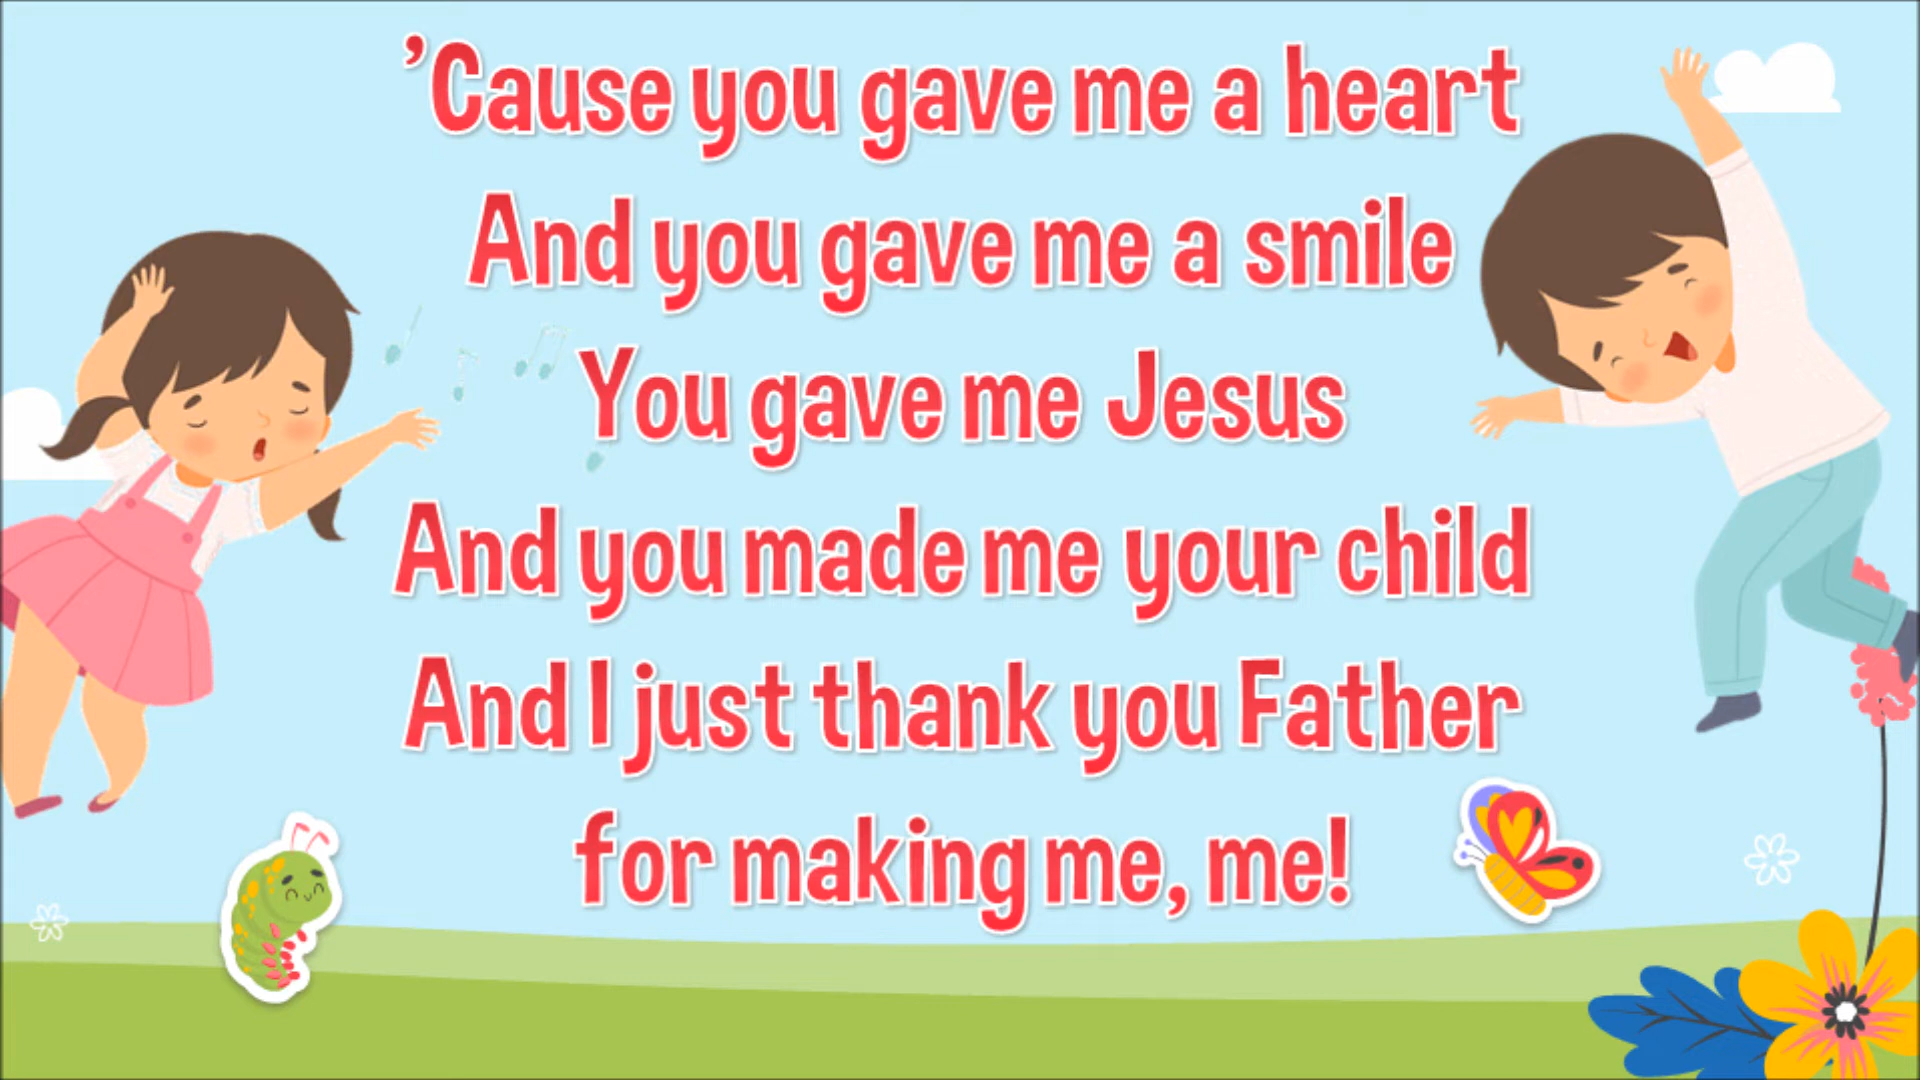 ’Cause you gave me a heart
And you gave me a smile
You gave me Jesus
And you made me your child
And I just thank you Father
for making me, me!